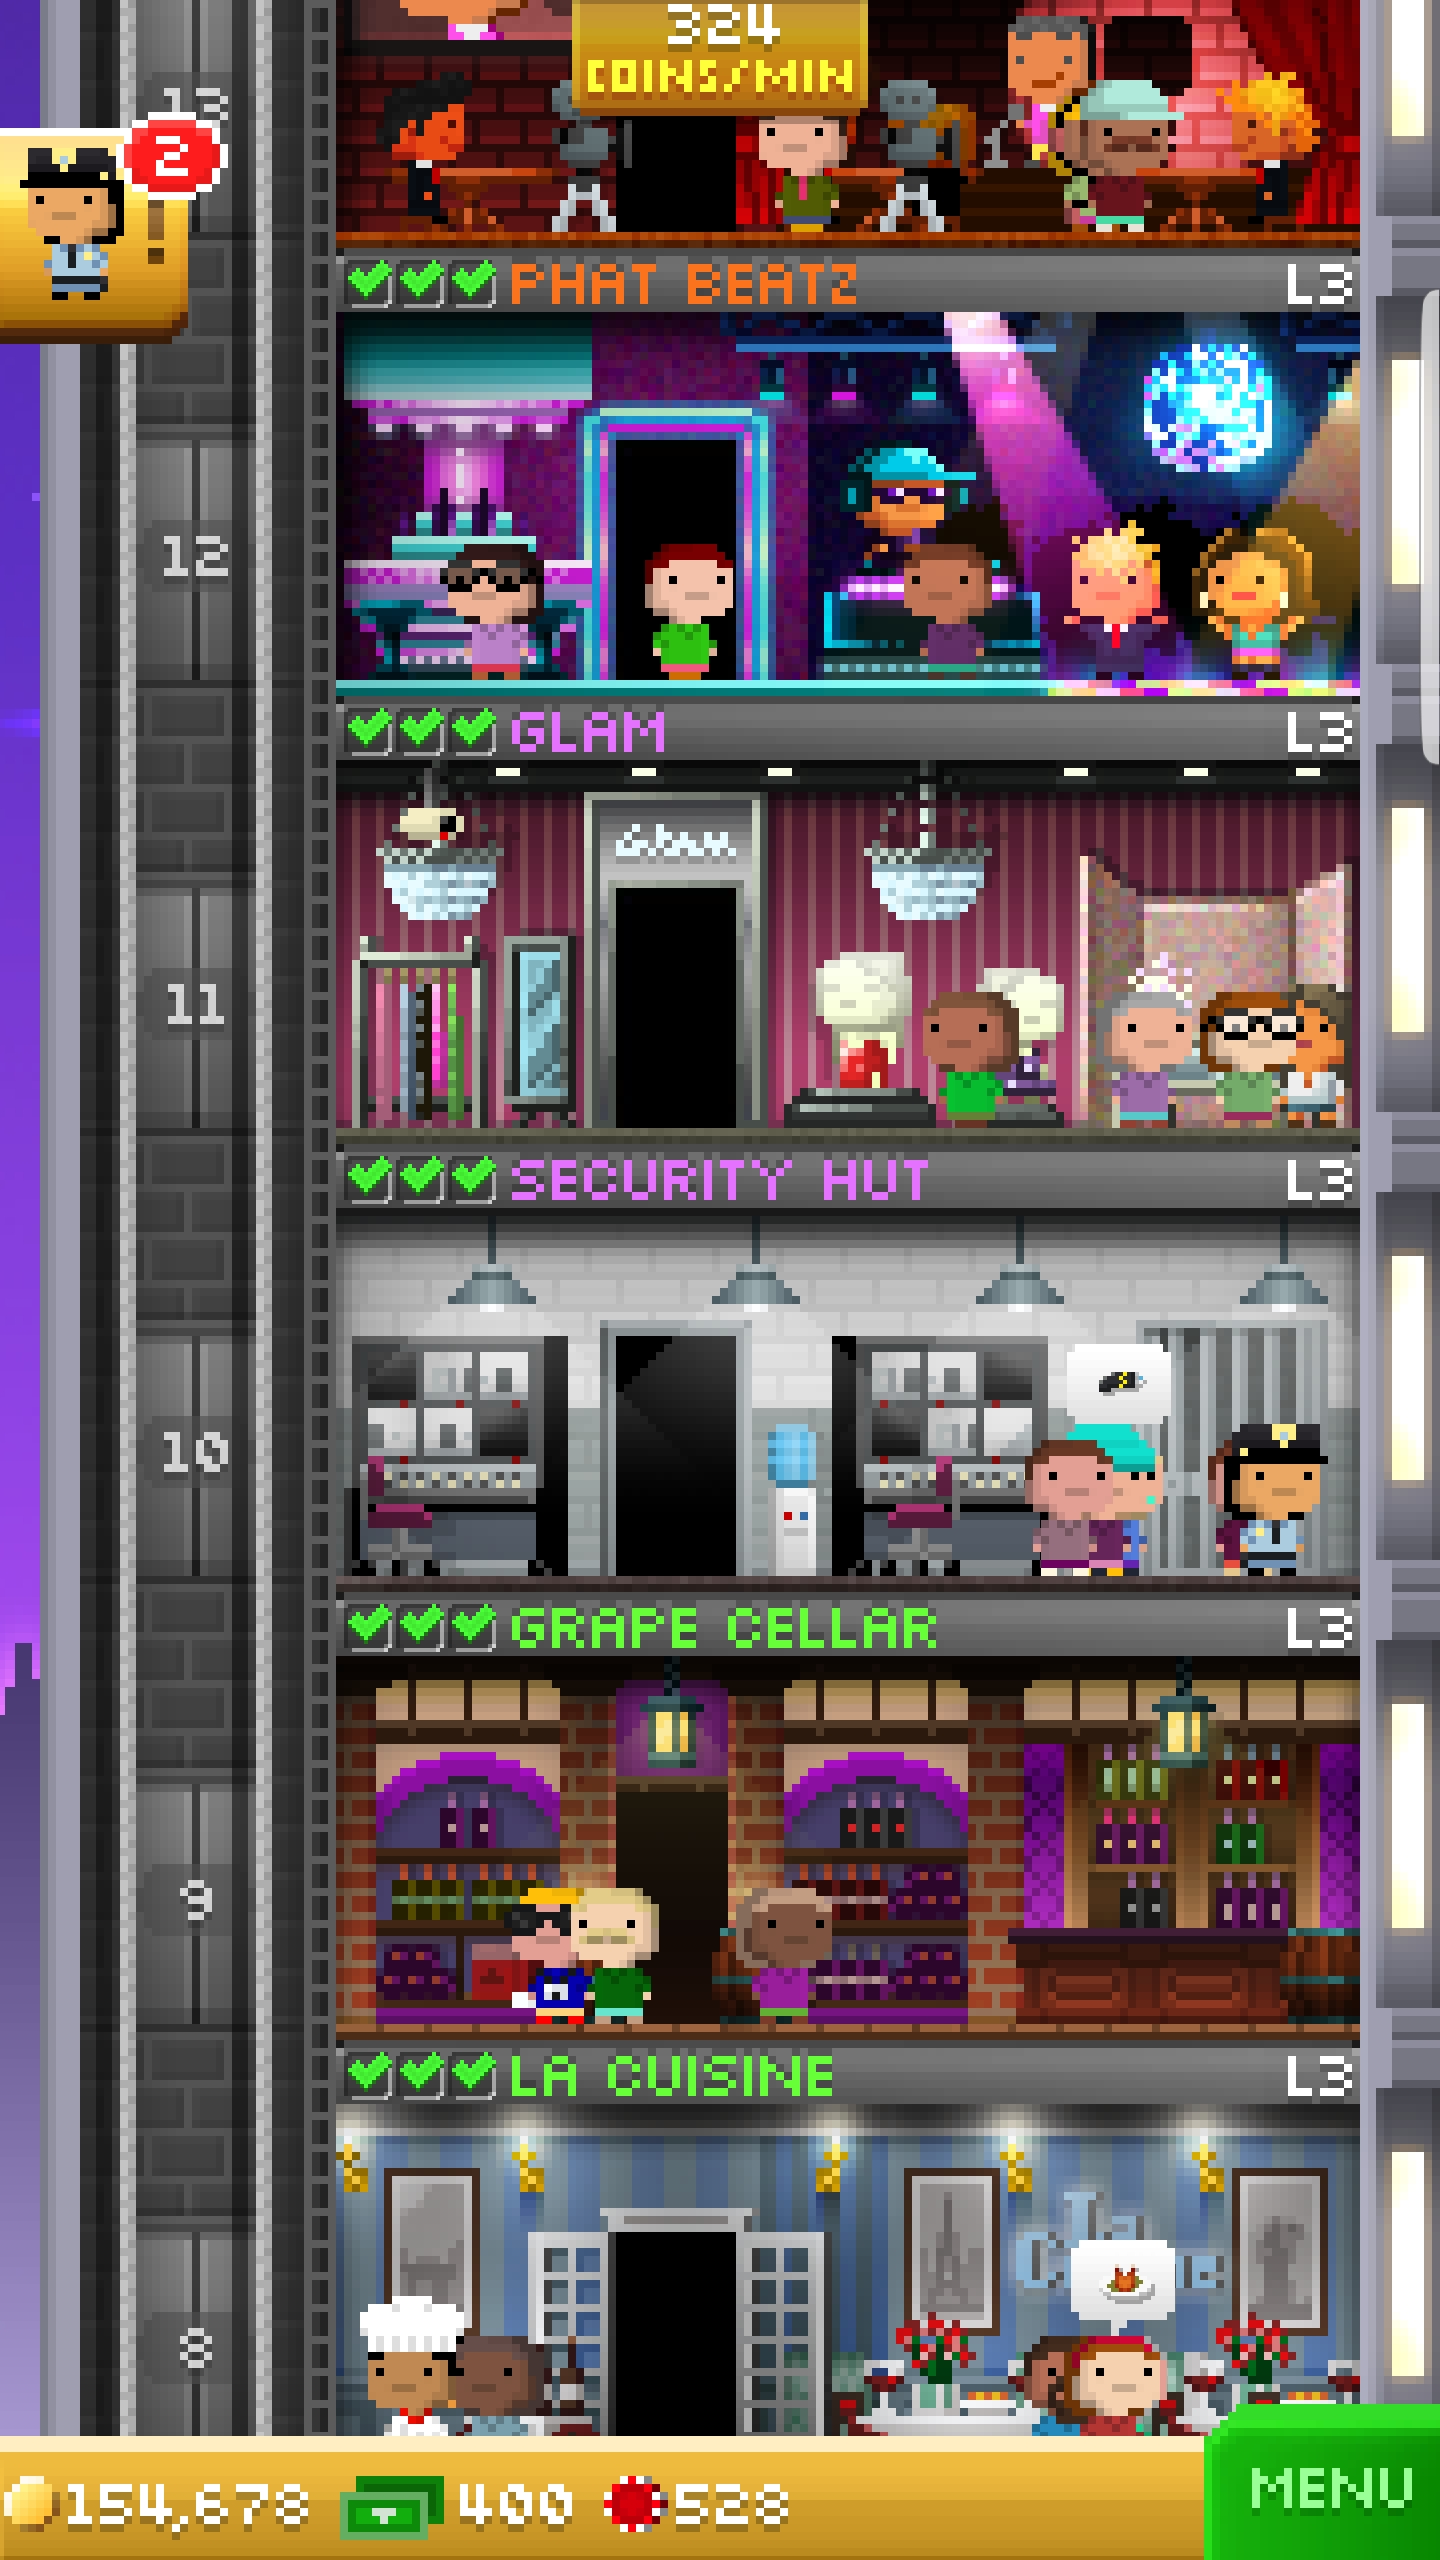 324
COINS/MIN
13
2
!
PHAT BEATZ L3
12
GLAM L3
Glam
11
SECURITY HUT L3
10
GRAPE CELLAR L3
9
LA CUISINE L3
La
8
154,678 400 528
MENU